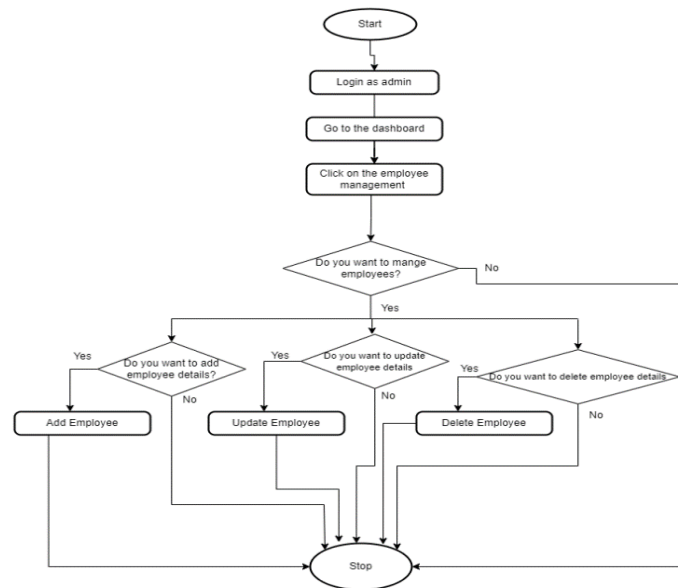 Start
Login as admin
Go to the dashboard
Click on the employee
management
Do you want to mange
employees?
No
Yes
Yes
Do you want to add
employee details?
No
Yes
Do you want to update
employee details
No
Yes
Do you want to delete employee details
No
Add Employee
Update Employee
Delete Employee
Stop